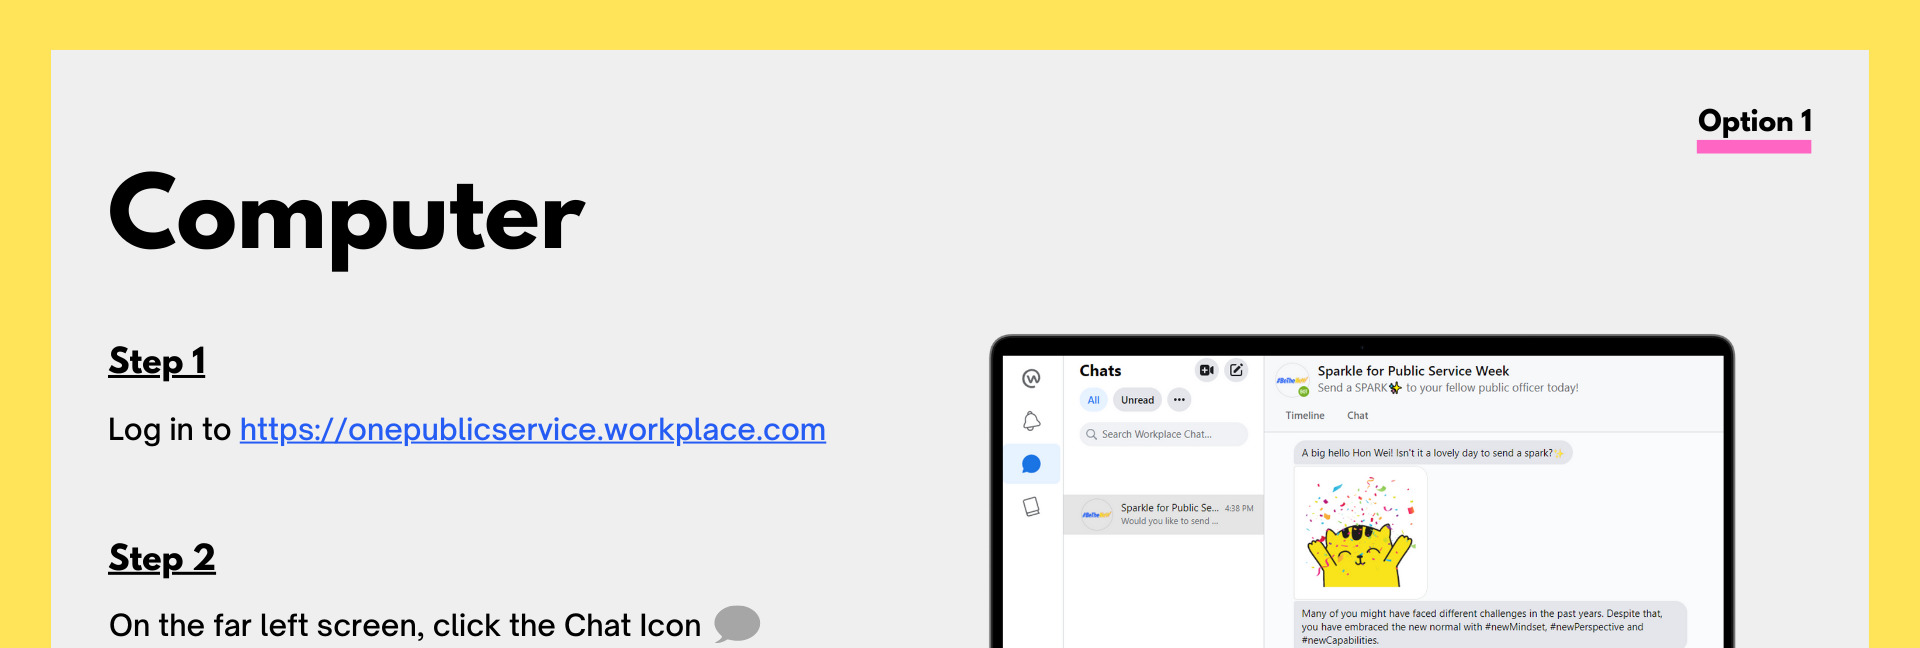 Option 1
Computer
Step 1
Log in to https://onepublicservice.workplace.com
Step 2
On the far left screen, click the Chat Icon
Chats
All
Unread
Search Workplace Chat...
Sparkle for Public Se... 4:38 PM
Would you like to send ...
Sparkle for Public Service Week
Send a SPARK✨ to your fellow public officer today!
Timeline Chat
A big hello Hon Wei! Isn't it a lovely day to send a spark?✨
Many of you might have faced different challenges in the past years. Despite that,
you have embraced the new normal with #newMindset, #newPerspective and
#newCapabilities.